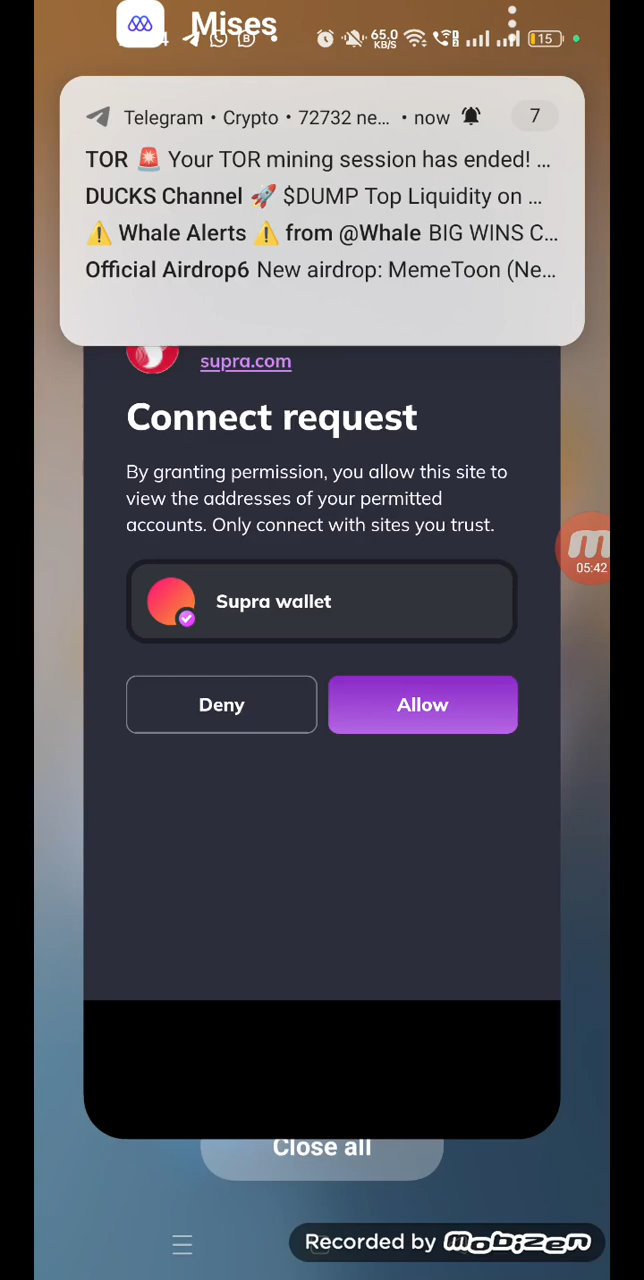 Mises
4
B
65.0
KB/S
15
Telegram • Crypto • 72732 ne... • now
7
TOR 🚨 Your TOR mining session has ended! ...
DUCKS Channel 🚀 $DUMP Top Liquidity on ...
⚠️ Whale Alerts ⚠️ from @Whale BIG WINS C...
Official Airdrop6 New airdrop: MemeToon (Ne...
supra.com
Connect request
By granting permission, you allow this site to
view the addresses of your permitted
accounts. Only connect with sites you trust.
05:42
Supra wallet
Deny
Allow
Close all
Recorded by mobizen